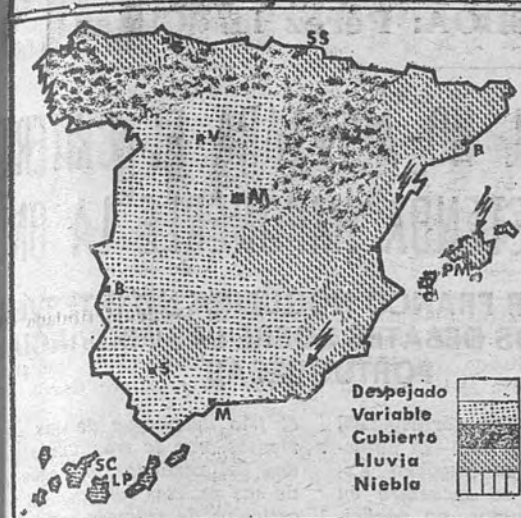 SS
C
V
M
B
PM
B
S
M
SC
LP
Despejado
Variable
Cubierto
Lluvia
Niebla